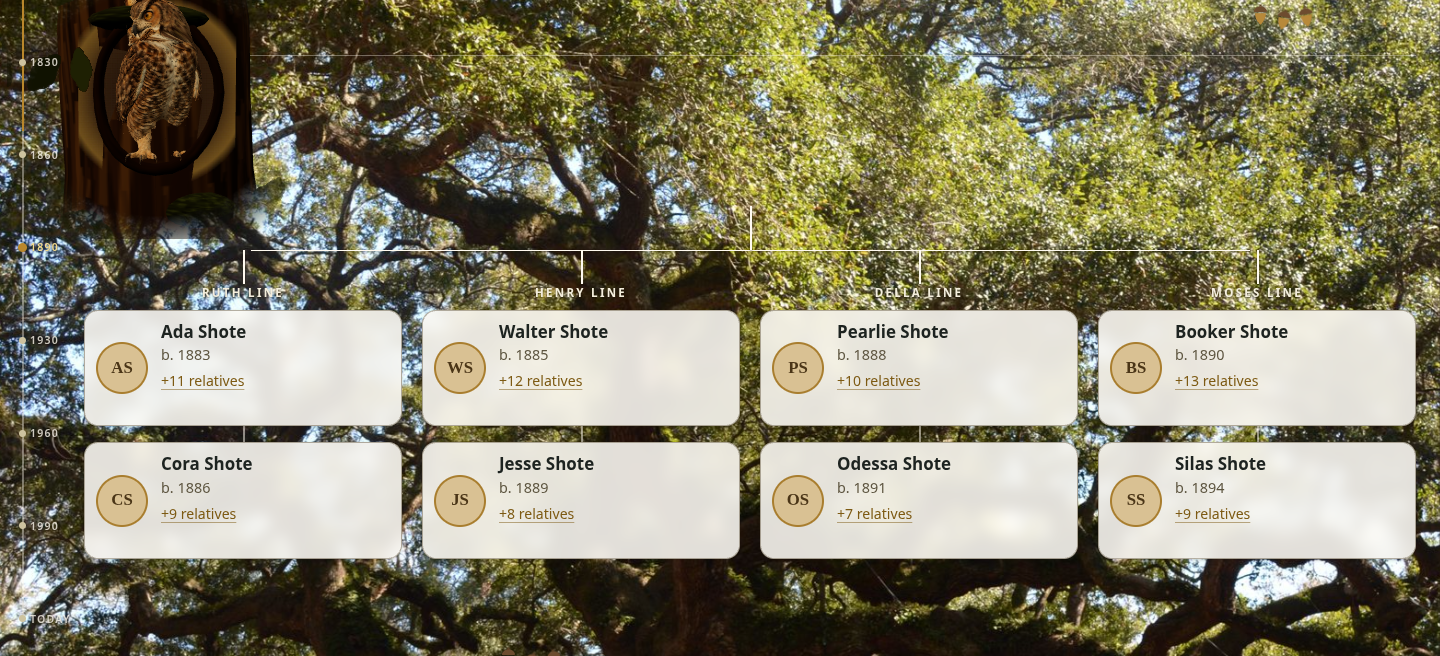 1830
1860
1890
1930
1960
1990
TODAY
RUTH LINE
HENRY LINE
DELLA LINE
MOSES LINE
AS
Ada Shote
b. 1883
+11 relatives
WS
Walter Shote
b. 1885
+12 relatives
PS
Pearlie Shote
b. 1888
+10 relatives
BS
Booker Shote
b. 1890
+13 relatives
CS
Cora Shote
b. 1886
+9 relatives
JS
Jesse Shote
b. 1889
+8 relatives
OS
Odessa Shote
b. 1891
+7 relatives
SS
Silas Shote
b. 1894
+9 relatives